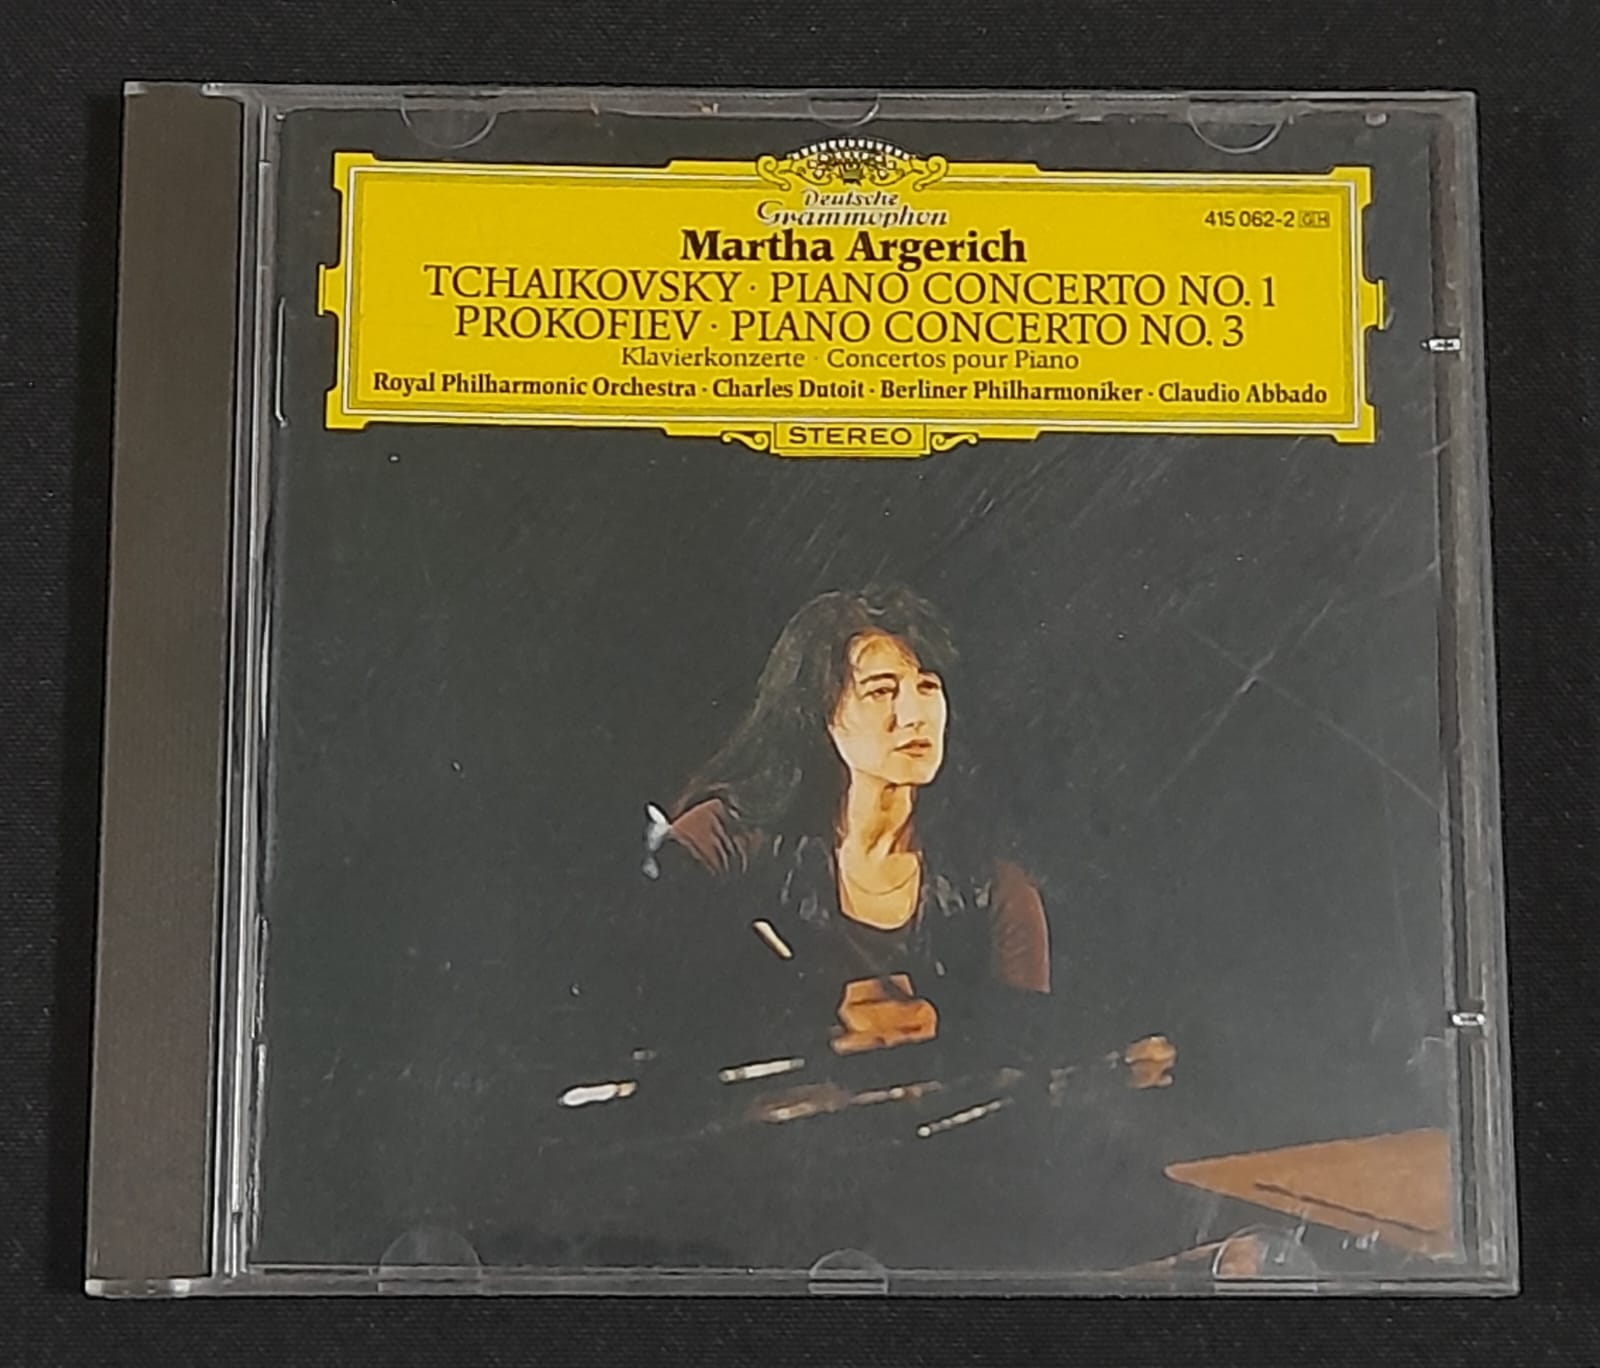 Deutsche
Grammophon
415 062-2 GH
Martha Argerich
TCHAIKOVSKY · PIANO CONCERTO NO. 1
PROKOFIEV · PIANO CONCERTO NO. 3
Klavierkonzerte · Concertos pour Piano
Royal Philharmonic Orchestra · Charles Dutoit · Berliner Philharmoniker · Claudio Abbado
STEREO